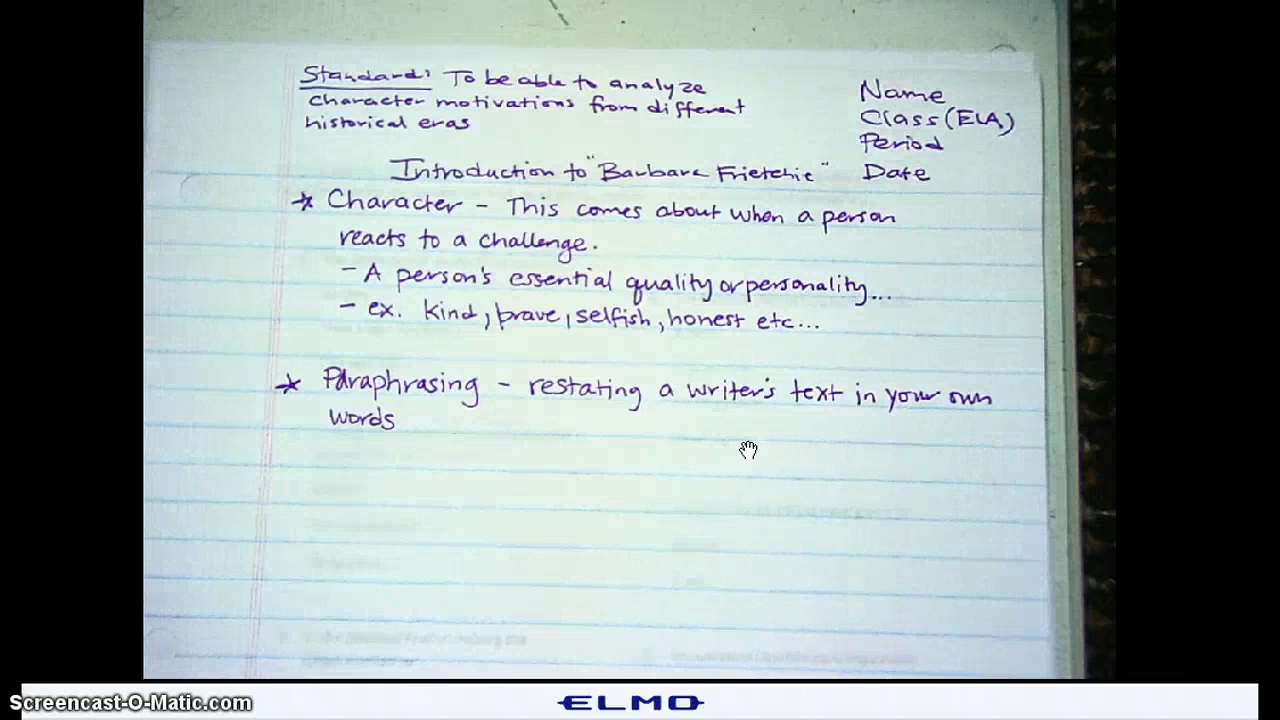 Standard: To be able to analyze
character motivations from different
historical eras
Name
Class (ELA)
Period
Date
Introduction to "Barbara Frietchie"
* Character - This comes about when a person
reacts to a challenge.
- A person's essential quality or personality...
- ex. kind, brave, selfish, honest etc...
* Paraphrasing - restating a writer's text in your own
words
Screencast-O-Matic.com
ELMO